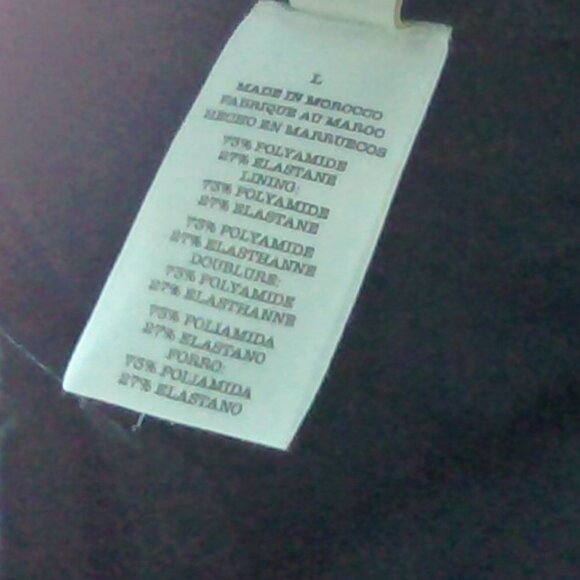 L
MADE IN MOROCCO
FABRIQUE AU MAROC
HECHO EN MARRUECOS
73% POLYAMIDE
27% ELASTANE
LINING:
73% POLYAMIDE
27% ELASTANE
73% POLYAMIDE
27% ELASTHANNE
DOUBLURE:
73% POLYAMIDE
27% ELASTHANNE
73% POLIAMIDA
27% ELASTANO
FORRO:
73% POLIAMIDA
27% ELASTANO